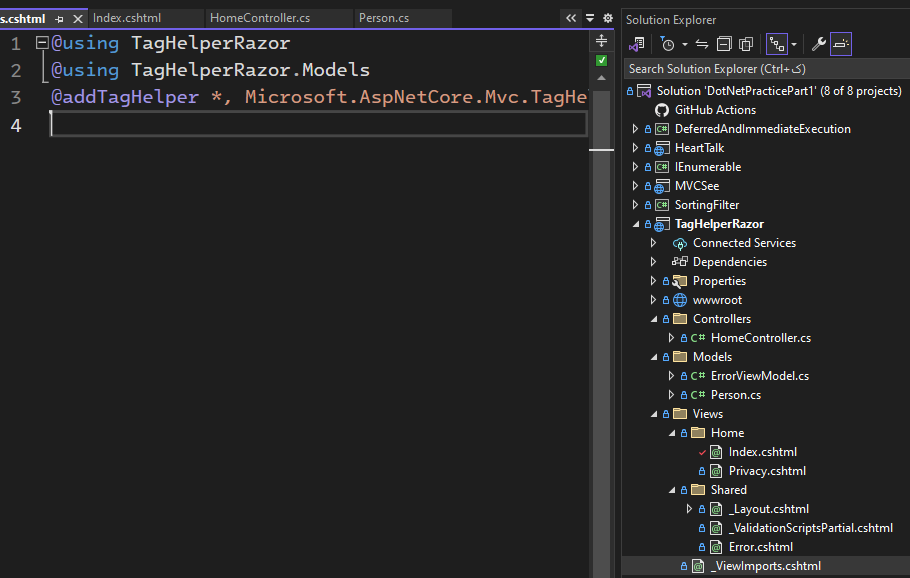 s.cshtml
Index.cshtml
HomeController.cs
Person.cs
1 @using TagHelperRazor
2 @using TagHelperRazor.Models
3 @addTagHelper *, Microsoft.AspNetCore.Mvc.TagHe
4
Solution Explorer
Search Solution Explorer (Ctrl+ک)
Solution 'DotNetPracticePart1' (8 of 8 projects)
GitHub Actions
C# DeferredAndImmediateExecution
HeartTalk
C# IEnumerable
MVCSee
C# SortingFilter
TagHelperRazor
Connected Services
Dependencies
Properties
wwwroot
Controllers
C# HomeController.cs
Models
C# ErrorViewModel.cs
C# Person.cs
Views
Home
@ Index.cshtml
@ Privacy.cshtml
Shared
@ _Layout.cshtml
@ _ValidationScriptsPartial.cshtml
@ Error.cshtml
@ _ViewImports.cshtml